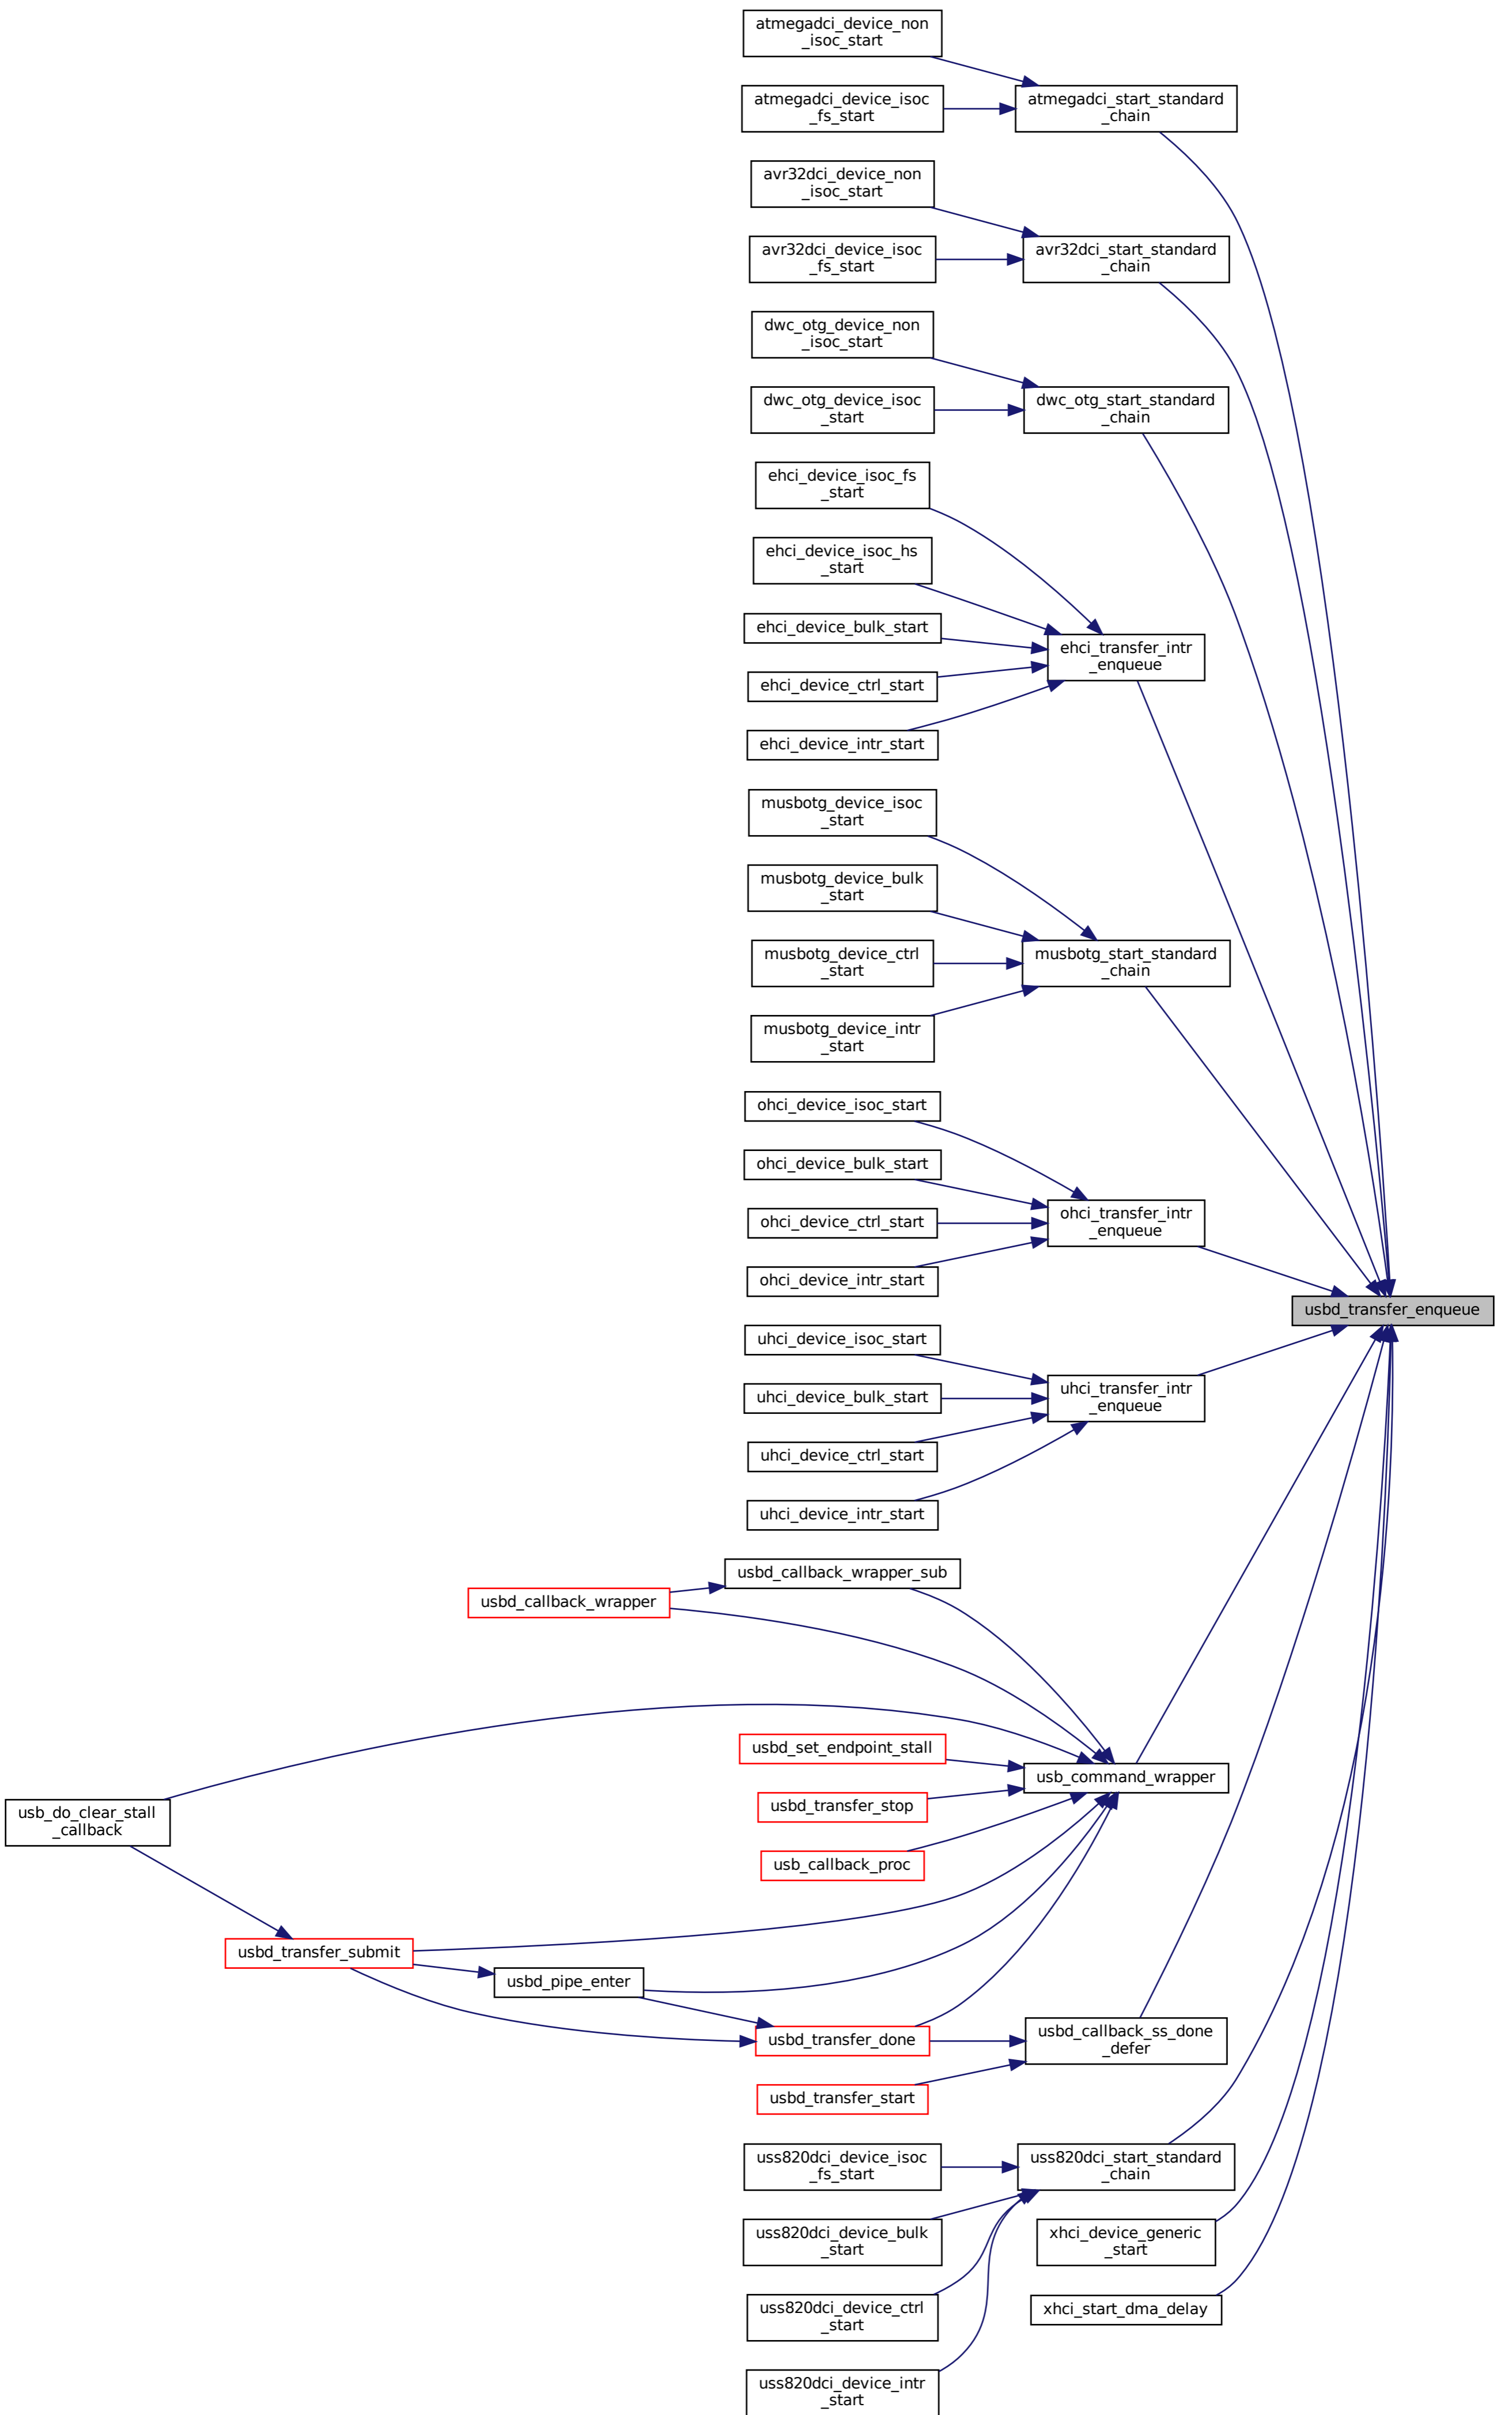 atmegadci_device_non
_isoc_start
atmegadci_device_isoc
_fs_start
atmegadci_start_standard
_chain
avr32dci_device_non
_isoc_start
avr32dci_device_isoc
_fs_start
avr32dci_start_standard
_chain
dwc_otg_device_non
_isoc_start
dwc_otg_device_isoc
_start
dwc_otg_start_standard
_chain
ehci_device_isoc_fs
_start
ehci_device_isoc_hs
_start
ehci_device_bulk_start
ehci_device_ctrl_start
ehci_device_intr_start
ehci_transfer_intr
_enqueue
musbotg_device_isoc
_start
musbotg_device_bulk
_start
musbotg_device_ctrl
_start
musbotg_device_intr
_start
musbotg_start_standard
_chain
ohci_device_isoc_start
ohci_device_bulk_start
ohci_device_ctrl_start
ohci_device_intr_start
ohci_transfer_intr
_enqueue
usbd_transfer_enqueue
uhci_device_isoc_start
uhci_device_bulk_start
uhci_device_ctrl_start
uhci_device_intr_start
uhci_transfer_intr
_enqueue
usbd_callback_wrapper_sub
usbd_callback_wrapper
usbd_set_endpoint_stall
usbd_transfer_stop
usb_callback_proc
usb_command_wrapper
usb_do_clear_stall
_callback
usbd_transfer_submit
usbd_pipe_enter
usbd_transfer_done
usbd_transfer_start
usbd_callback_ss_done
_defer
uss820dci_device_isoc
_fs_start
uss820dci_device_bulk
_start
uss820dci_device_ctrl
_start
uss820dci_device_intr
_start
uss820dci_start_standard
_chain
xhci_device_generic
_start
xhci_start_dma_delay